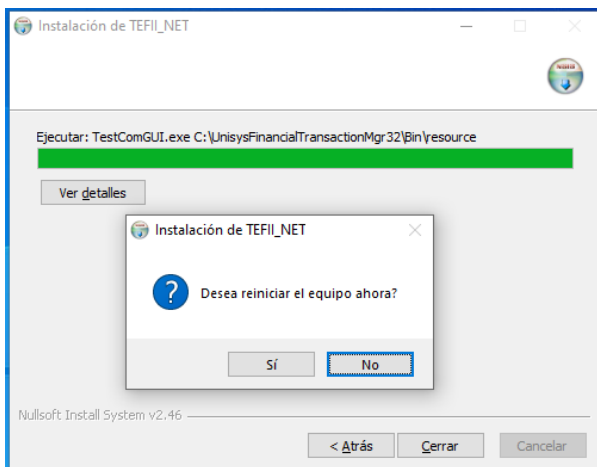 Instalación de TEFII_NET
Ejecutar: TestComGUI.exe C:\UnisysFinancialTransactionMgr32\Bin\resource
Ver detalles
Instalación de TEFII_NET
Desea reiniciar el equipo ahora?
Sí No
Nullsoft Install System v2.46
< Atrás Cerrar Cancelar